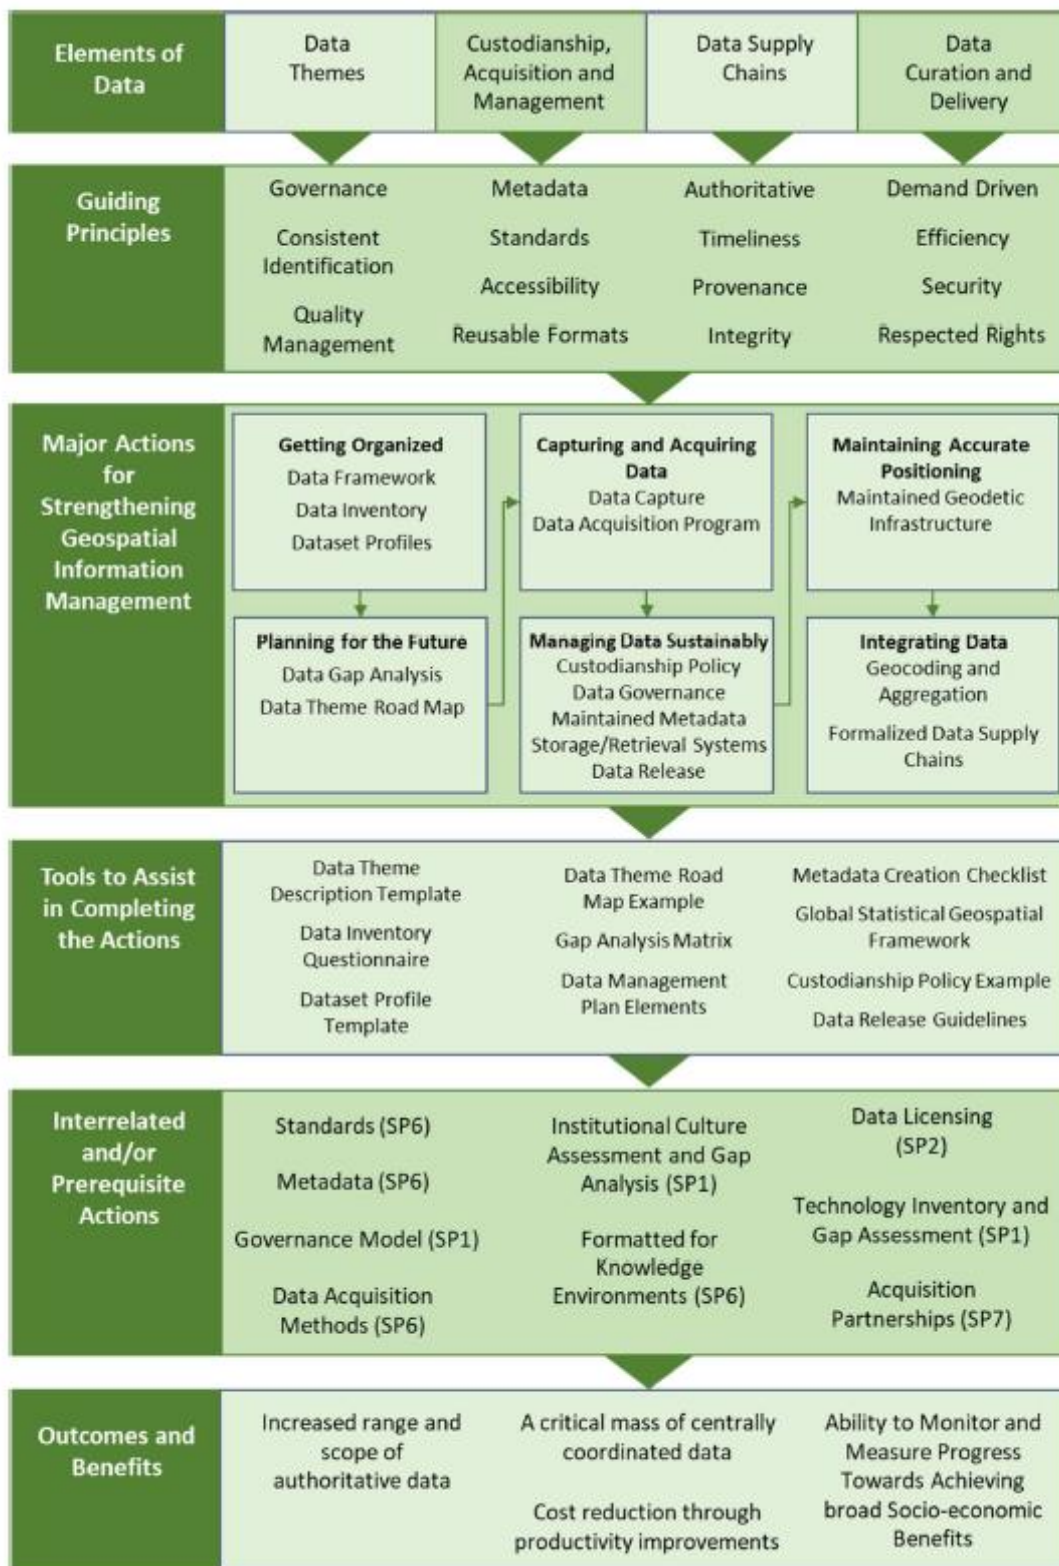 Elements of
Data
Data
Themes
Custodianship,
Acquisition and
Management
Data Supply
Chains
Data
Curation and
Delivery
Guiding
Principles
Governance
Consistent
Identification
Quality
Management
Metadata
Standards
Accessibility
Reusable Formats
Authoritative
Timeliness
Provenance
Integrity
Demand Driven
Efficiency
Security
Respected Rights
Major Actions
for
Strengthening
Geospatial
Information
Management
Getting Organized
Data Framework
Data Inventory
Dataset Profiles
Planning for the Future
Data Gap Analysis
Data Theme Road Map
Capturing and Acquiring
Data
Data Capture
Data Acquisition Program
Managing Data Sustainably
Custodianship Policy
Data Governance
Maintained Metadata
Storage/Retrieval Systems
Data Release
Maintaining Accurate
Positioning
Maintained Geodetic
Infrastructure
Integrating Data
Geocoding and
Aggregation
Formalized Data Supply
Chains
Tools to Assist
in Completing
the Actions
Data Theme
Description Template
Data Inventory
Questionnaire
Dataset Profile
Template
Data Theme Road
Map Example
Gap Analysis Matrix
Data Management
Plan Elements
Metadata Creation Checklist
Global Statistical Geospatial
Framework
Custodianship Policy Example
Data Release Guidelines
Interrelated
and/or
Prerequisite
Actions
Standards (SP6)
Metadata (SP6)
Governance Model (SP1)
Data Acquisition
Methods (SP6)
Institutional Culture
Assessment and Gap
Analysis (SP1)
Formatted for
Knowledge
Environments (SP6)
Data Licensing
(SP2)
Technology Inventory and
Gap Assessment (SP1)
Acquisition
Partnerships (SP7)
Outcomes and
Benefits
Increased range and
scope of
authoritative data
A critical mass of centrally
coordinated data
Cost reduction through
productivity improvements
Ability to Monitor and
Measure Progress
Towards Achieving
broad Socio-economic
Benefits